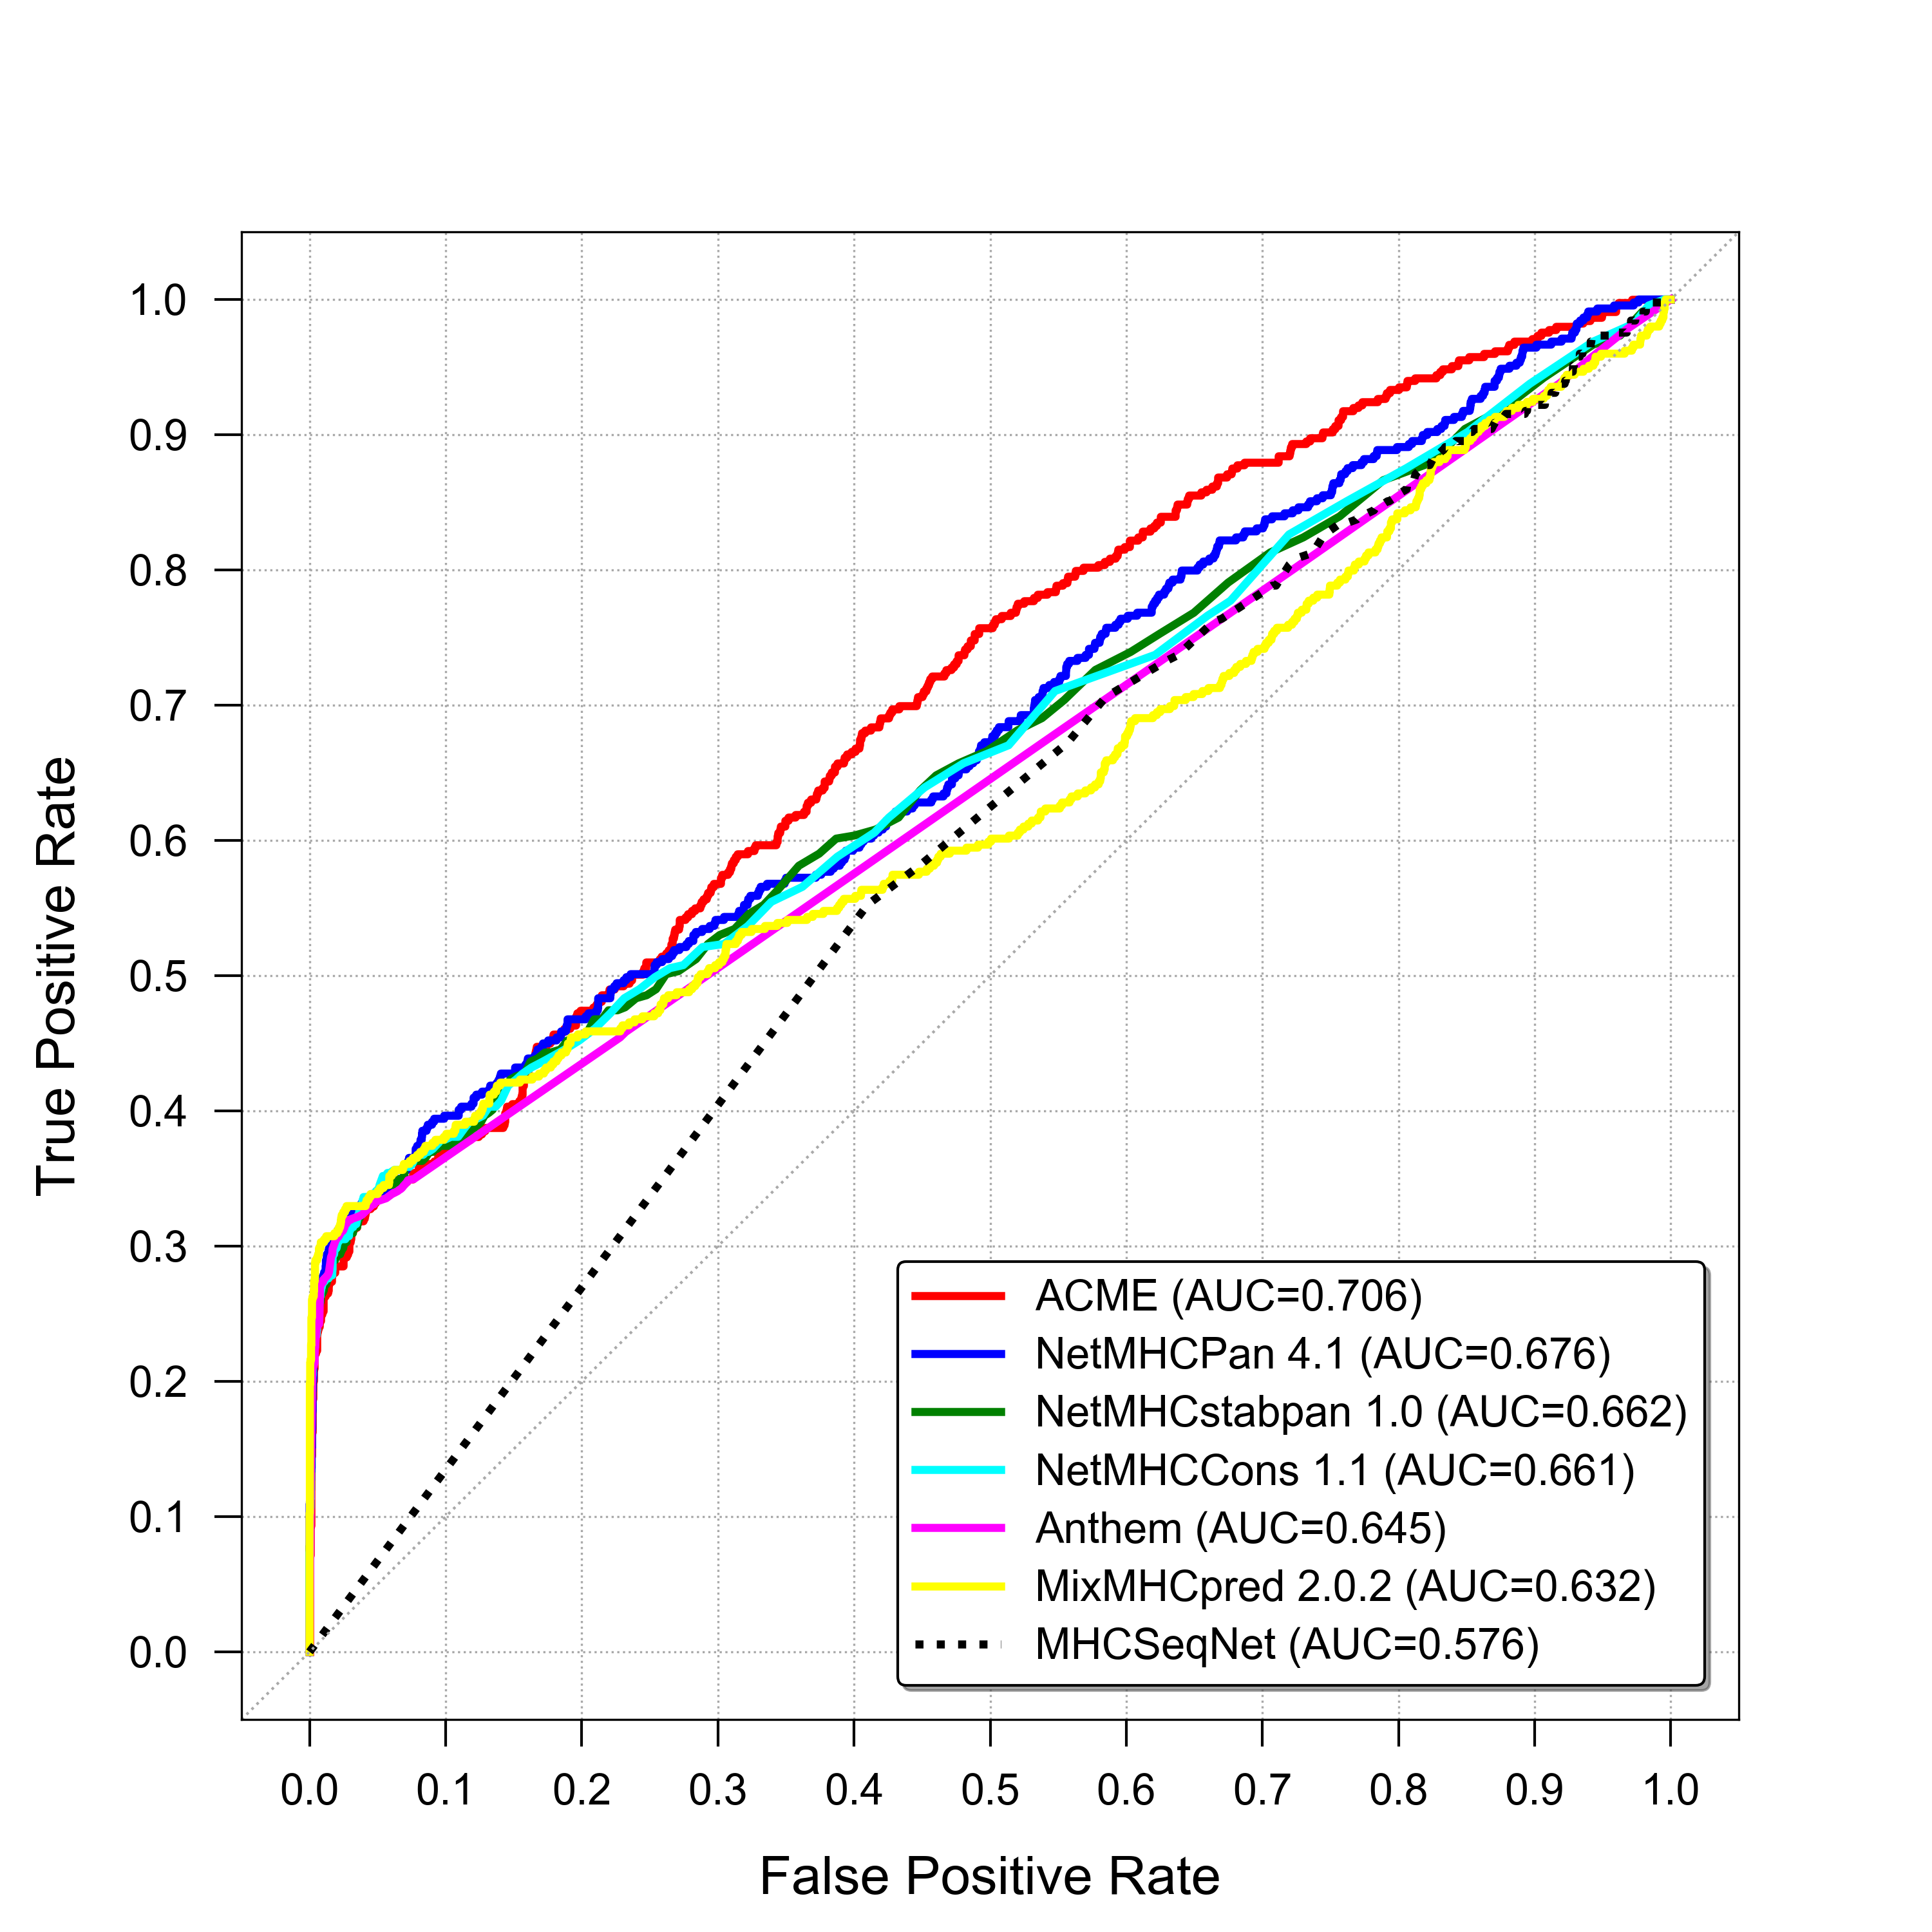 True Positive Rate
1.0
0.9
0.8
0.7
0.6
0.5
0.4
0.3
0.2
0.1
0.0
ACME (AUC=0.706)
NetMHCPan 4.1 (AUC=0.676)
NetMHCstabpan 1.0 (AUC=0.662)
NetMHCCons 1.1 (AUC=0.661)
Anthem (AUC=0.645)
MixMHCpred 2.0.2 (AUC=0.632)
MHCSeqNet (AUC=0.576)
0.0 0.1 0.2 0.3 0.4 0.5 0.6 0.7 0.8 0.9 1.0
False Positive Rate